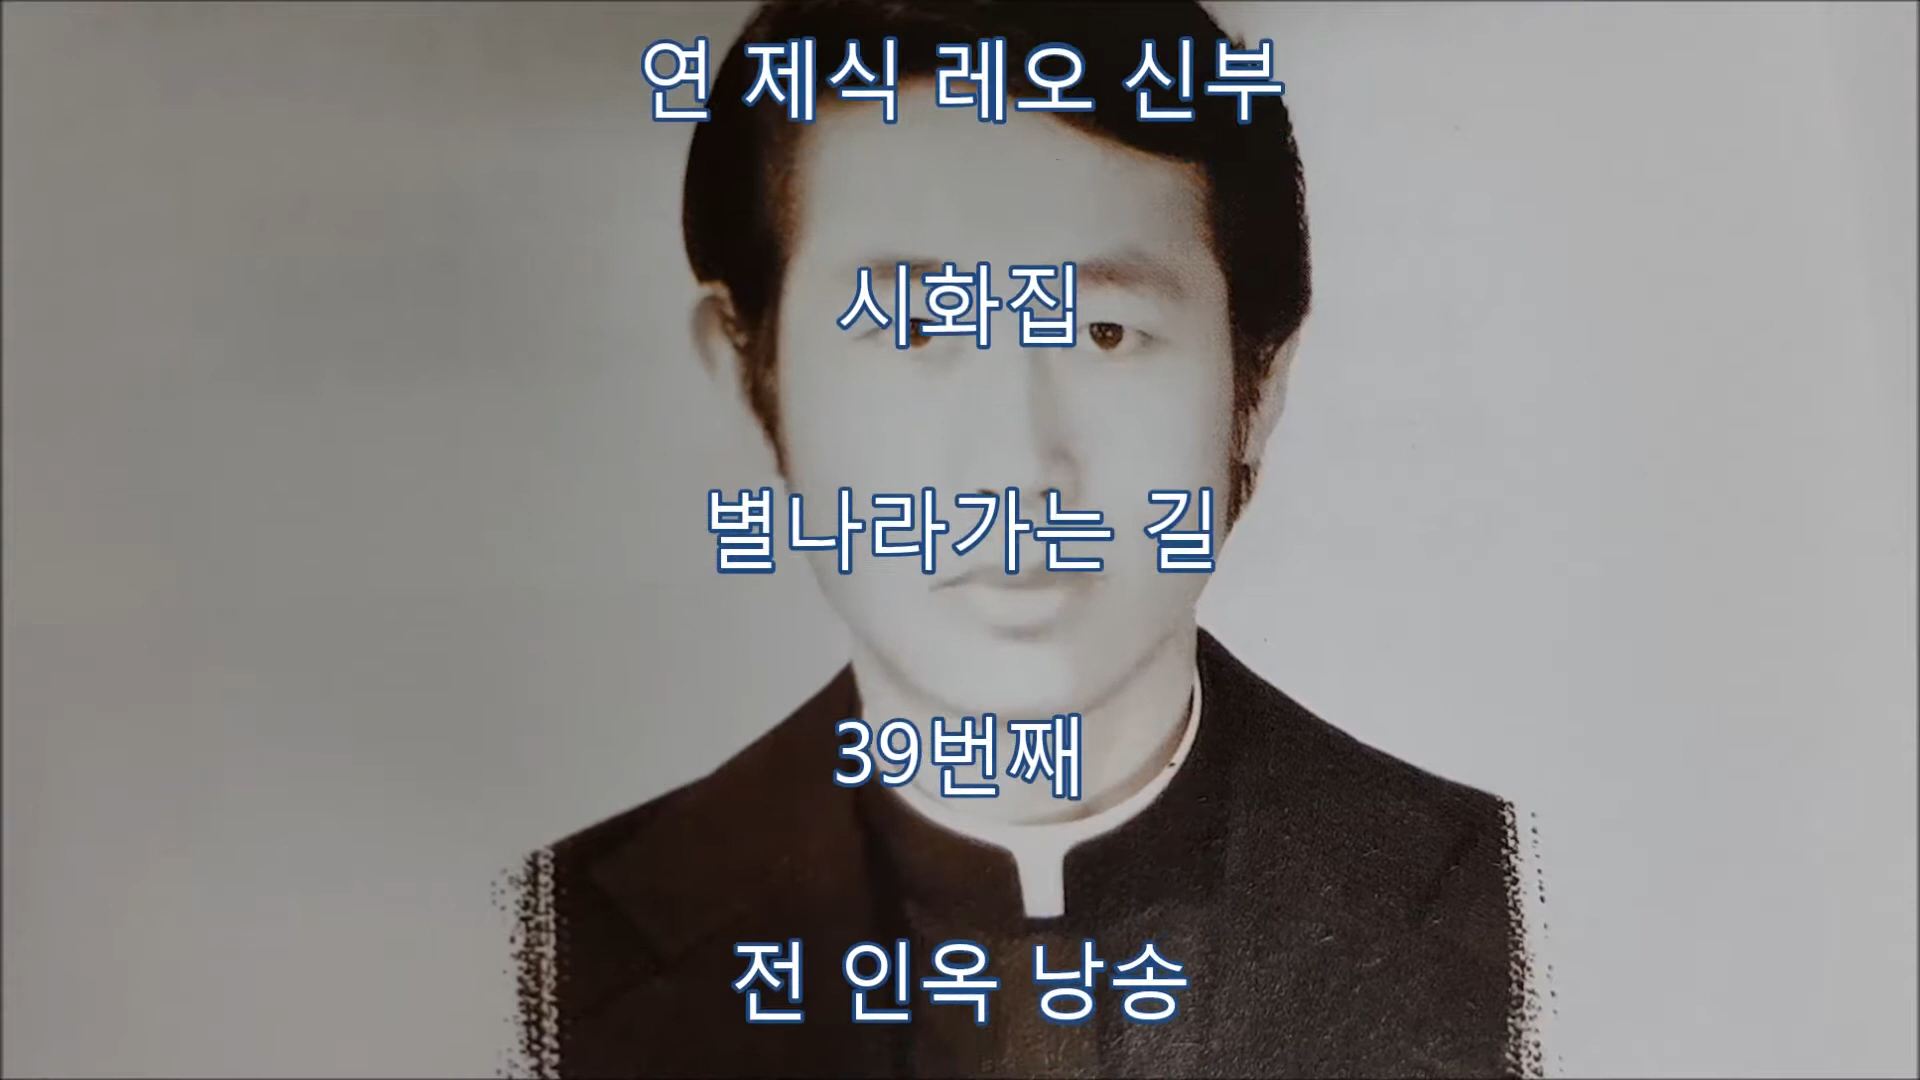 연 제식 레오 신부
시화집
별나라가는 길
39번째
전 인옥 낭송